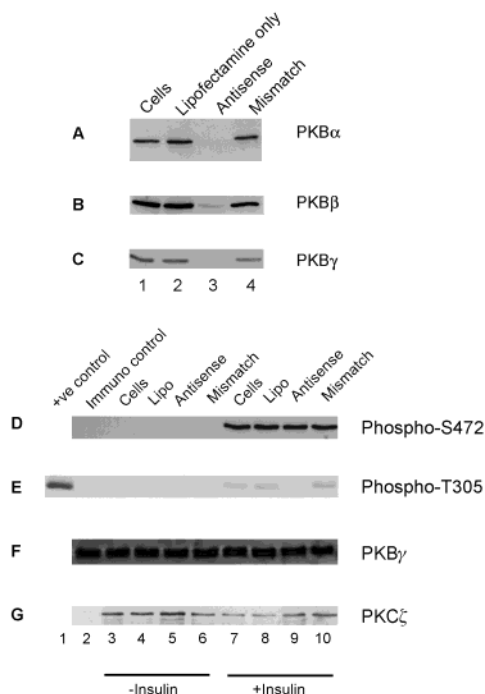 Cells
Lipofectamine only
Antisense
Mismatch
A
PKBα
B
PKBβ
C
PKBγ
1 2 3 4
+ve control
Immuno control
Cells
Lipo
Antisense
Mismatch
Cells
Lipo
Antisense
Mismatch
D
Phospho-S472
E
Phospho-T305
F
PKBγ
G
PKCζ
1 2 3 4 5 6 7 8 9 10
-Insulin +Insulin